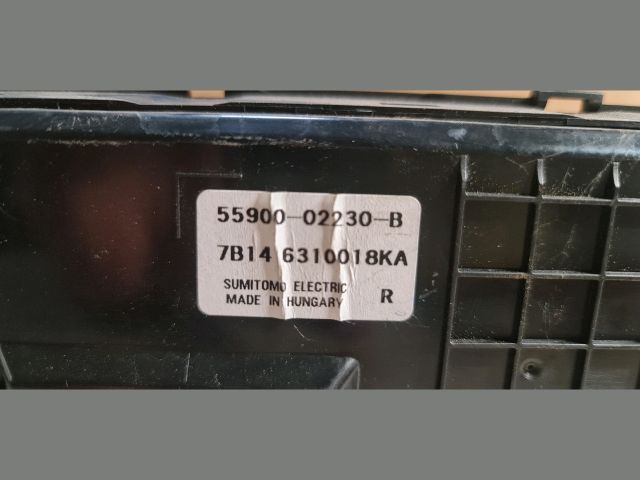 55900-02230-B
7B14 6310018KA
SUMITOMO ELECTRIC
MADE IN HUNGARY R